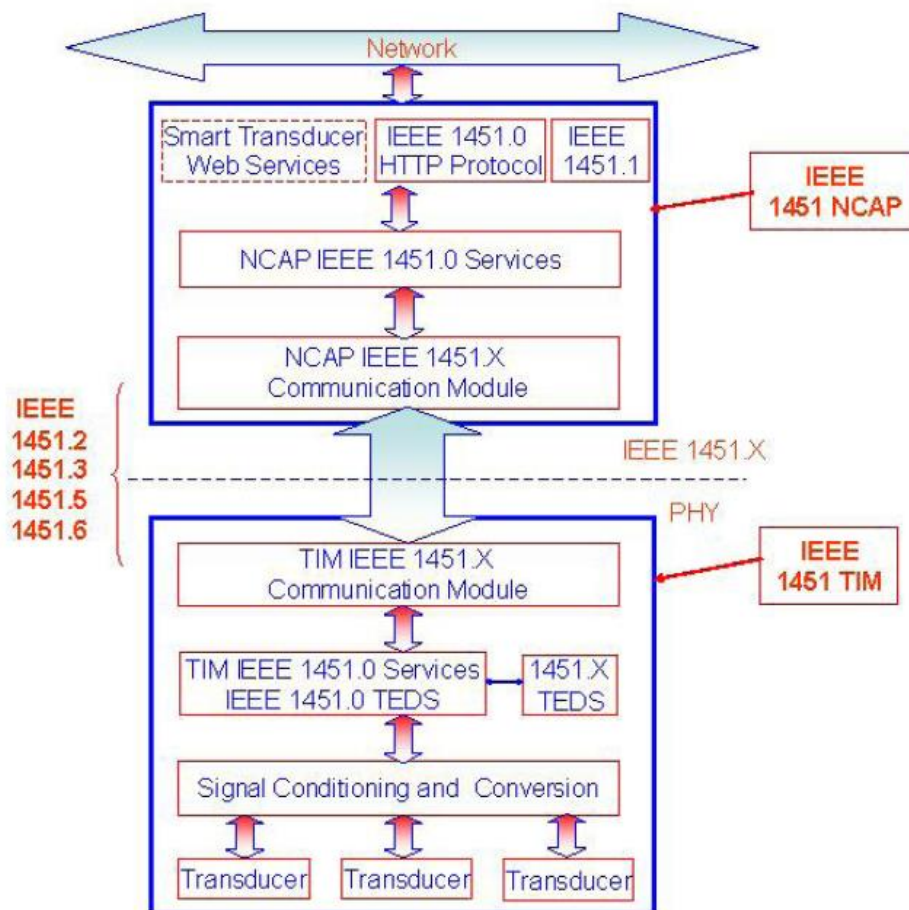 Network
Smart Transducer
Web Services
IEEE 1451.0
HTTP Protocol
IEEE
1451.1
IEEE
1451 NCAP
NCAP IEEE 1451.0 Services
NCAP IEEE 1451.X
Communication Module
IEEE
1451.2
1451.3
1451.5
1451.6
IEEE 1451.X
PHY
TIM IEEE 1451.X
Communication Module
IEEE
1451 TIM
TIM IEEE 1451.0 Services
IEEE 1451.0 TEDS
1451.X
TEDS
Signal Conditioning and Conversion
Transducer
Transducer
Transducer